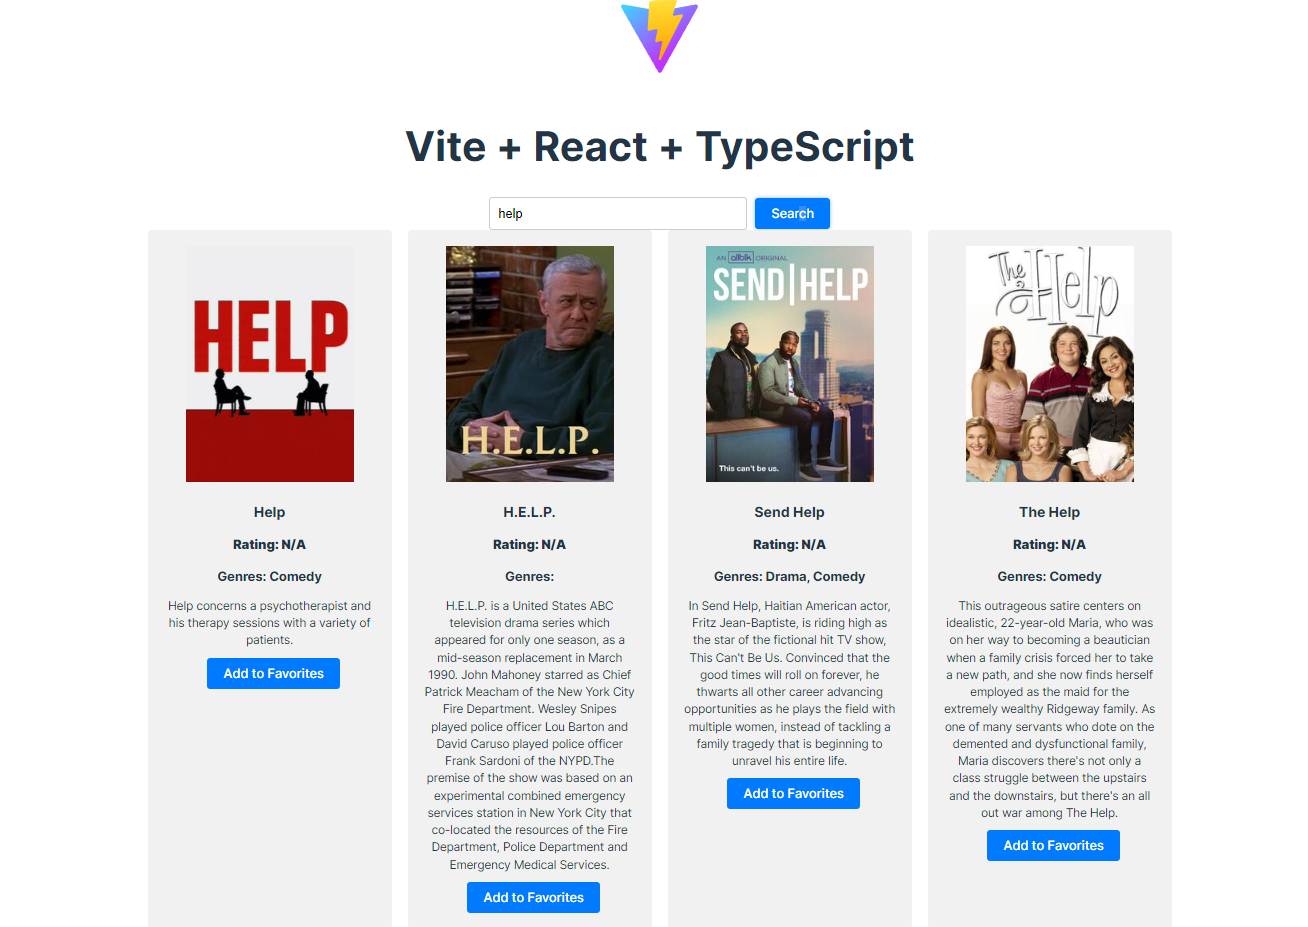 Vite + React + TypeScript
help
Search
HELP
Help
Rating: N/A
Genres: Comedy
Help concerns a psychotherapist and
his therapy sessions with a variety of
patients.
Add to Favorites
H.E.L.P.
H.E.L.P.
Rating: N/A
Genres:
H.E.L.P. is a United States ABC
television drama series which
appeared for only one season, as a
mid-season replacement in March
1990. John Mahoney starred as Chief
Patrick Meacham of the New York City
Fire Department. Wesley Snipes
played police officer Lou Barton and
David Caruso played police officer
Frank Sardoni of the NYPD.The
premise of the show was based on an
experimental combined emergency
services station in New York City that
co-located the resources of the Fire
Department, Police Department and
Emergency Medical Services.
Add to Favorites
AN allblk ORIGINAL
SEND|HELP
This can't be us.
Send Help
Rating: N/A
Genres: Drama, Comedy
In Send Help, Haitian American actor,
Fritz Jean-Baptiste, is riding high as
the star of the fictional hit TV show,
This Can't Be Us. Convinced that the
good times will roll on forever, he
thwarts all other career advancing
opportunities as he plays the field with
multiple women, instead of tackling a
family tragedy that is beginning to
unravel his entire life.
Add to Favorites
The
Help
The Help
Rating: N/A
Genres: Comedy
This outrageous satire centers on
idealistic, 22-year-old Maria, who was
on her way to becoming a beautician
when a family crisis forced her to take
a new path, and she now finds herself
employed as the maid for the
extremely wealthy Ridgeway family. As
one of many servants who dote on the
demented and dysfunctional family,
Maria discovers there's not only a
class struggle between the upstairs
and the downstairs, but there's an all
out war among The Help.
Add to Favorites